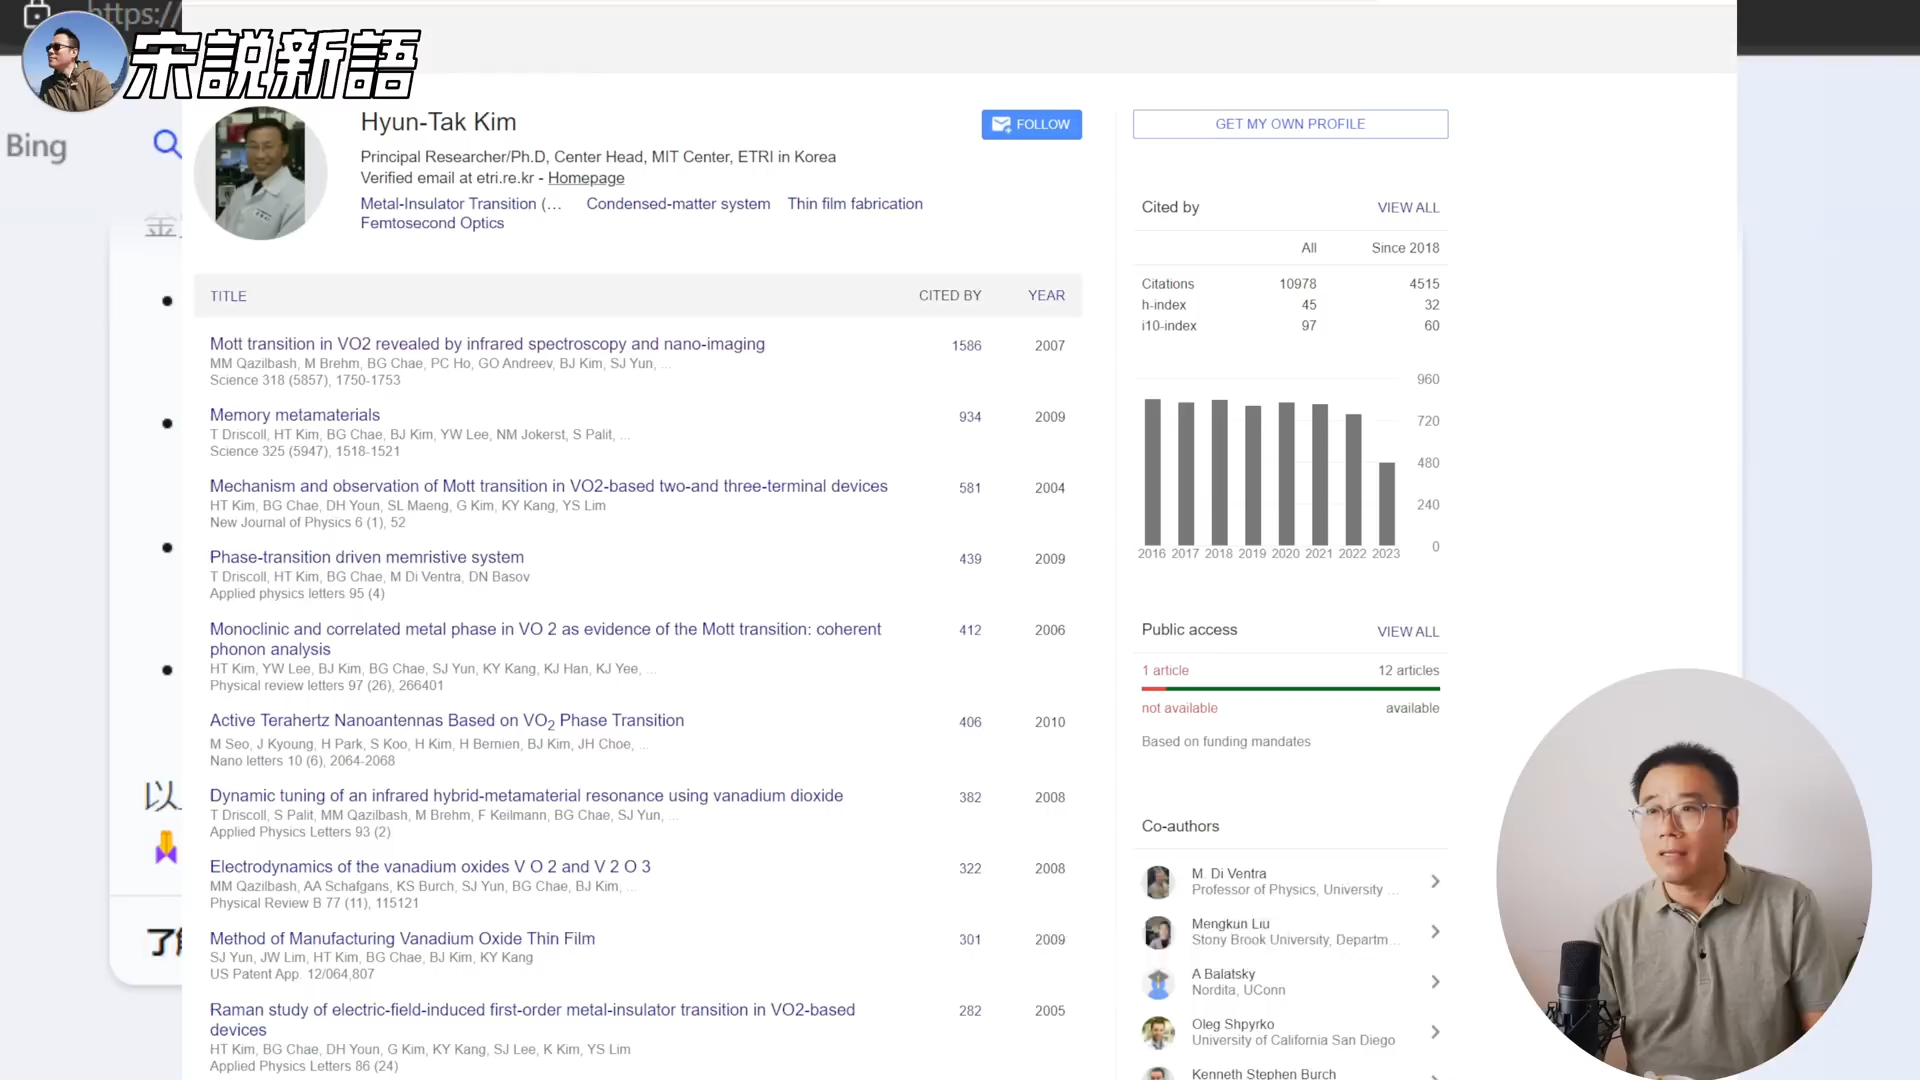 https://
宋説新語
Bing
Hyun-Tak Kim
Principal Researcher/Ph.D, Center Head, MIT Center, ETRI in Korea
Verified email at etri.re.kr - Homepage
Metal-Insulator Transition (... Condensed-matter system Thin film fabrication
Femtosecond Optics
FOLLOW
TITLE CITED BY YEAR
Mott transition in VO2 revealed by infrared spectroscopy and nano-imaging 1586 2007
MM Qazilbash, M Brehm, BG Chae, PC Ho, GO Andreev, BJ Kim, SJ Yun, ...
Science 318 (5857), 1750-1753
Memory metamaterials 934 2009
T Driscoll, HT Kim, BG Chae, BJ Kim, YW Lee, NM Jokerst, S Palit, ...
Science 325 (5947), 1518-1521
Mechanism and observation of Mott transition in VO2-based two-and three-terminal devices 581 2004
HT Kim, BG Chae, DH Youn, SL Maeng, G Kim, KY Kang, YS Lim
New Journal of Physics 6 (1), 52
Phase-transition driven memristive system 439 2009
T Driscoll, HT Kim, BG Chae, M Di Ventra, DN Basov
Applied physics letters 95 (4)
Monoclinic and correlated metal phase in VO 2 as evidence of the Mott transition: coherent 412 2006
phonon analysis
HT Kim, YW Lee, BJ Kim, BG Chae, SJ Yun, KY Kang, KJ Han, KJ Yee, ...
Physical review letters 97 (26), 266401
Active Terahertz Nanoantennas Based on VO2 Phase Transition 406 2010
M Seo, J Kyoung, H Park, S Koo, H Kim, H Bernien, BJ Kim, JH Choe, ...
Nano letters 10 (6), 2064-2068
Dynamic tuning of an infrared hybrid-metamaterial resonance using vanadium dioxide 382 2008
T Driscoll, S Palit, MM Qazilbash, M Brehm, F Keilmann, BG Chae, SJ Yun, ...
Applied Physics Letters 93 (2)
Electrodynamics of the vanadium oxides V O 2 and V 2 O 3 322 2008
MM Qazilbash, AA Schafgans, KS Burch, SJ Yun, BG Chae, BJ Kim, ...
Physical Review B 77 (11), 115121
Method of Manufacturing Vanadium Oxide Thin Film 301 2009
SJ Yun, JW Lim, HT Kim, BG Chae, BJ Kim, KY Kang
US Patent App. 12/064,807
Raman study of electric-field-induced first-order metal-insulator transition in VO2-based 282 2005
devices
HT Kim, BG Chae, DH Youn, G Kim, KY Kang, SJ Lee, K Kim, YS Lim
Applied Physics Letters 86 (24)
GET MY OWN PROFILE
Cited by VIEW ALL
All Since 2018
Citations 10978 4515
h-index 45 32
i10-index 97 60
960
720
480
240
0
2016 2017 2018 2019 2020 2021 2022 2023
Public access VIEW ALL
1 article 12 articles
not available available
Based on funding mandates
Co-authors
M. Di Ventra
Professor of Physics, University ...
Mengkun Liu
Stony Brook University, Departm...
A Balatsky
Nordita, UConn
Oleg Shpyrko
University of California San Diego
Kenneth Stephen Burch
以
了